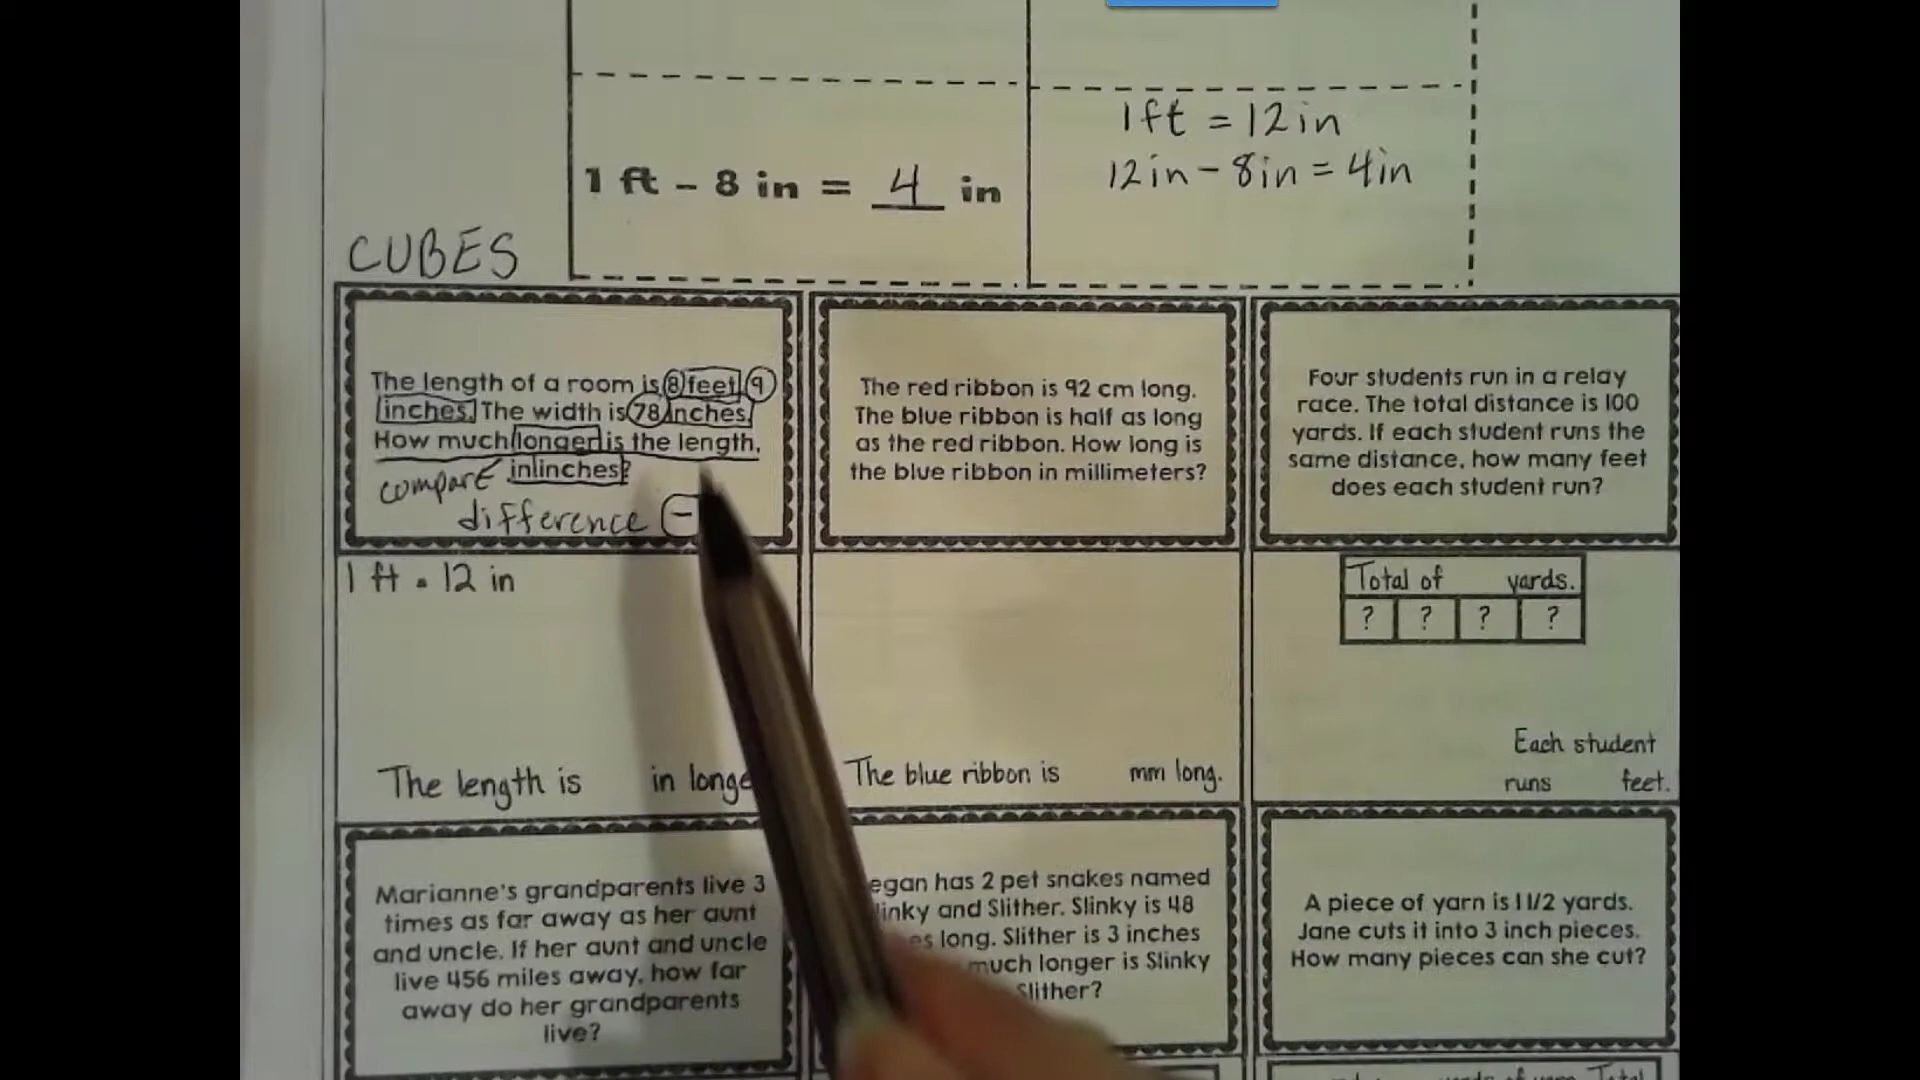 1 ft = 12 in
12 in - 8 in = 4 in
1 ft - 8 in = 4 in
CUBES
The length of a room is 8 feet 9
inches. The width is 78 inches.
How much longer is the length,
in inches?
compare
difference -
The red ribbon is 92 cm long.
The blue ribbon is half as long
as the red ribbon. How long is
the blue ribbon in millimeters?
Four students run in a relay
race. The total distance is 100
yards. If each student runs the
same distance, how many feet
does each student run?
1 ft = 12 in
The length is in
The blue ribbon is mm long.
Total of yards.
? ? ? ?
Each student
runs feet.
Marianne's grandparents live 3
times as far away as her aunt
and uncle. If her aunt and uncle
live 456 miles away, how far
away do her grandparents
live?
has 2 pet snakes named
and Slither. Slinky is 48
long. Slither is 3 inches
much longer is Slinky
Slither?
A piece of yarn is 1 1/2 yards.
Jane cuts it into 3 inch pieces.
How many pieces can she cut?